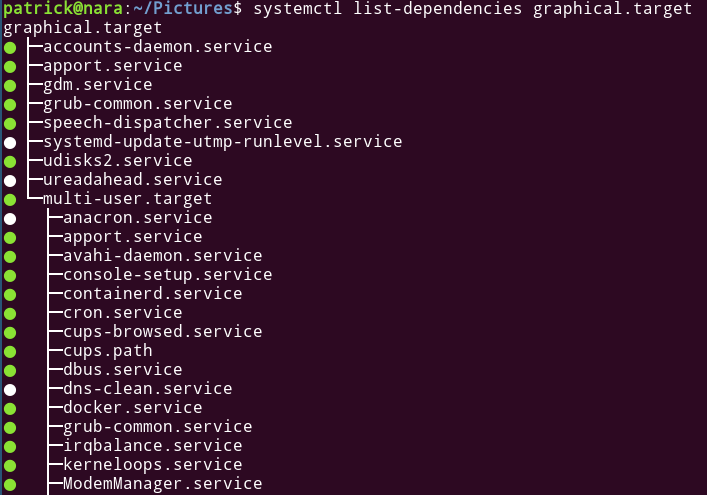 patrick@nara:~/Pictures$ systemctl list-dependencies graphical.target
graphical.target
● ├─accounts-daemon.service
● ├─apport.service
● ├─gdm.service
● ├─grub-common.service
● ├─speech-dispatcher.service
● ├─systemd-update-utmp-runlevel.service
● ├─udisks2.service
● ├─ureadahead.service
● └─multi-user.target
●   ├─anacron.service
●   ├─apport.service
●   ├─avahi-daemon.service
●   ├─console-setup.service
●   ├─containerd.service
●   ├─cron.service
●   ├─cups-browsed.service
●   ├─cups.path
●   ├─dbus.service
●   ├─dns-clean.service
●   ├─docker.service
●   ├─grub-common.service
●   ├─irqbalance.service
●   ├─kerneloops.service
●   ├─ModemManager.service